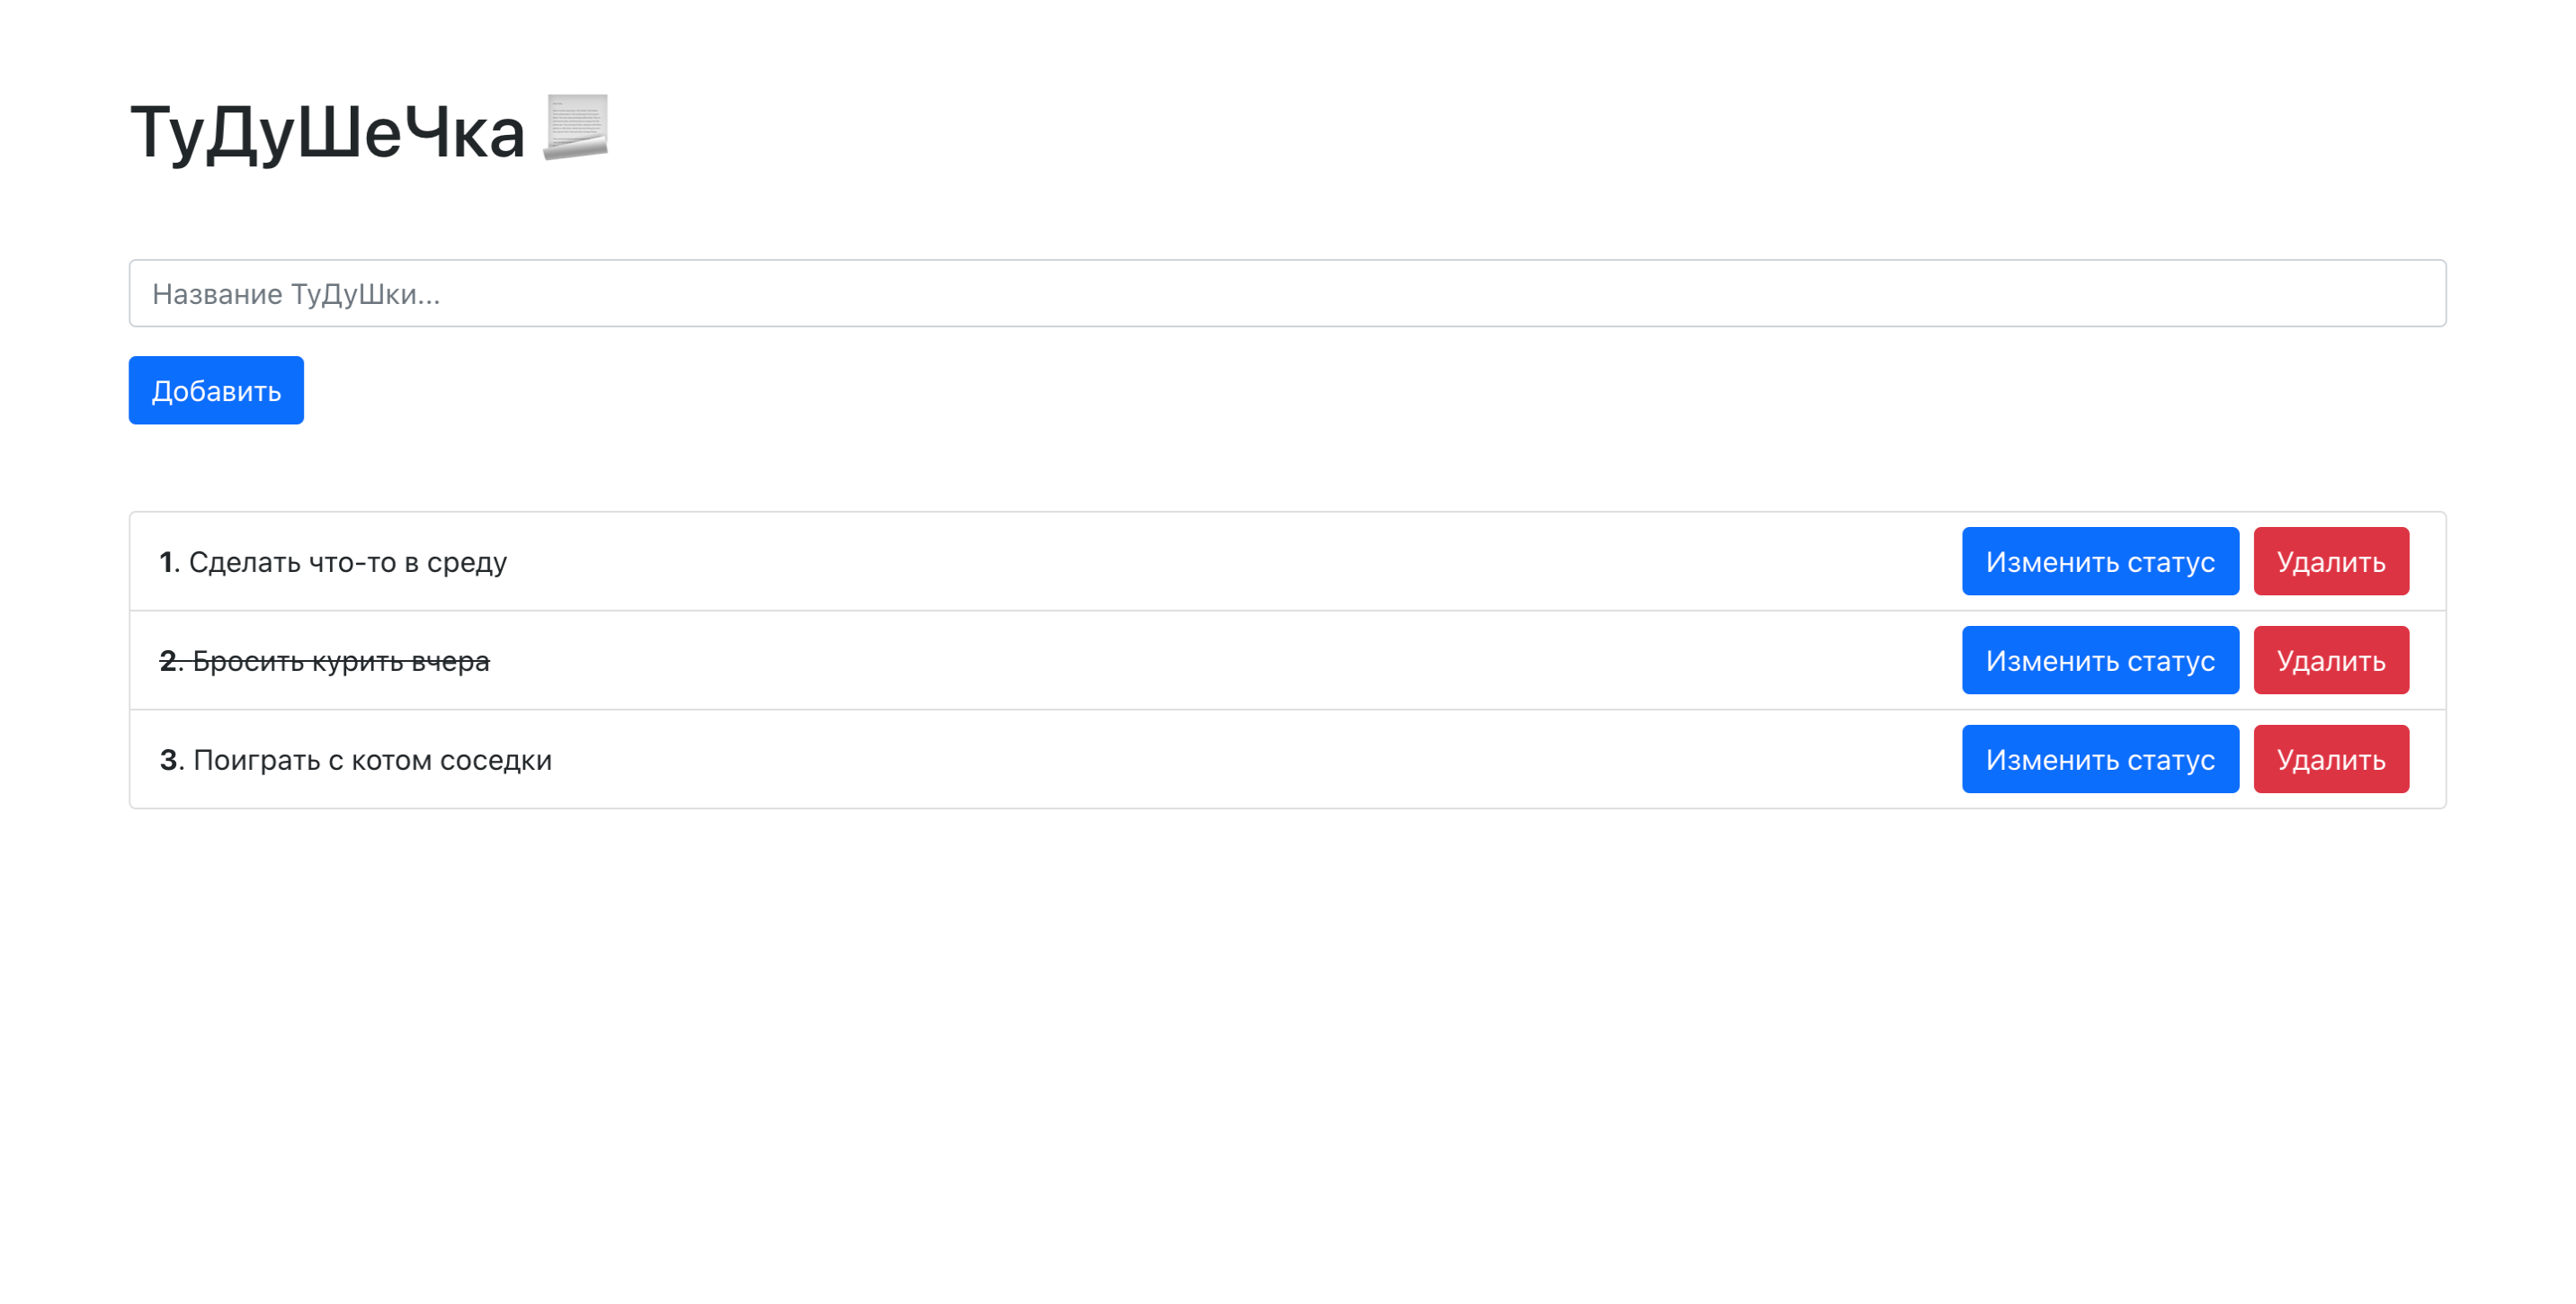 ТуДуШеЧка
Название ТуДуШки...
Добавить
1. Сделать что-то в среду Изменить статус Удалить
2. Бросить курить вчера Изменить статус Удалить
3. Поиграть с котом соседки Изменить статус Удалить